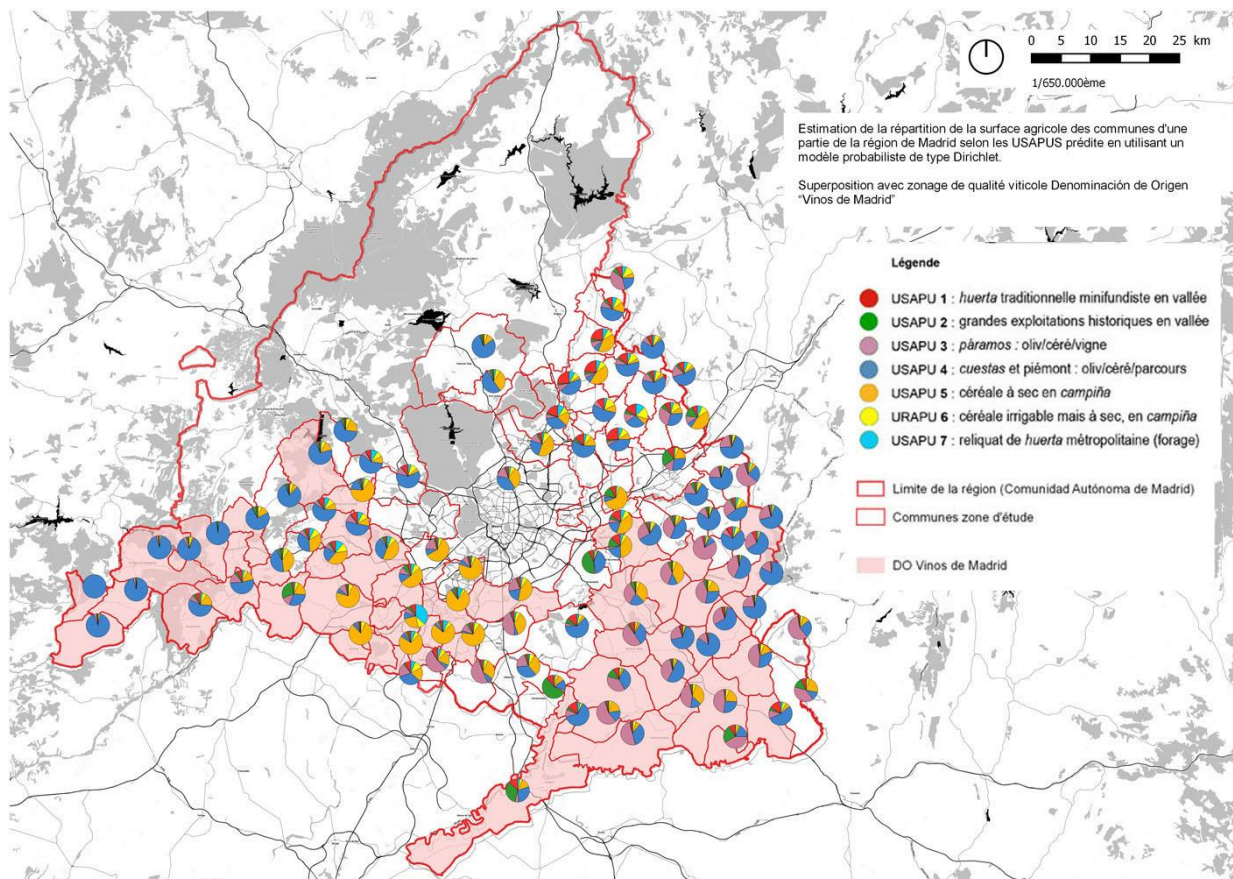 0 5 10 15 20 25 km
1/650.000ème
Estimation de la répartition de la surface agricole des communes d'une
partie de la région de Madrid selon les USAPUS prédite en utilisant un
modèle probabiliste de type Dirichlet.
Superposition avec zonage de qualité viticole Denominación de Origen
"Vinos de Madrid"
Légende
USAPU 1 : huerta traditionnelle minifundiste en vallée
USAPU 2 : grandes exploitations historiques en vallée
USAPU 3 : páramos : oliv/céré/vigne
USAPU 4 : cuestas et piémont : oliv/céré/parcours
USAPU 5 : céréale à sec en campiña
URAPU 6 : céréale irrigable mais à sec, en campiña
USAPU 7 : reliquat de huerta métropolitaine (forage)
Limite de la région (Comunidad Autónoma de Madrid)
Communes zone d'étude
DO Vinos de Madrid